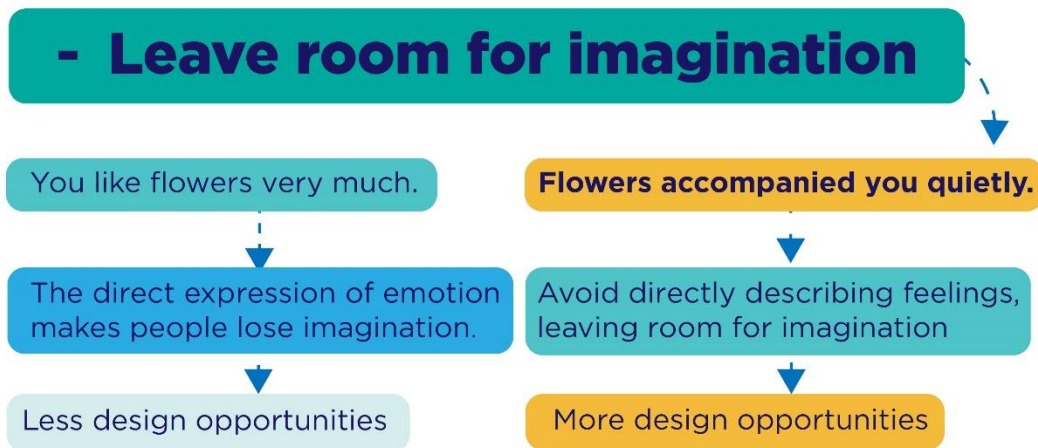 - Leave room for imagination
You like flowers very much.
Flowers accompanied you quietly.
The direct expression of emotion
makes people lose imagination.
Avoid directly describing feelings,
leaving room for imagination
Less design opportunities
More design opportunities